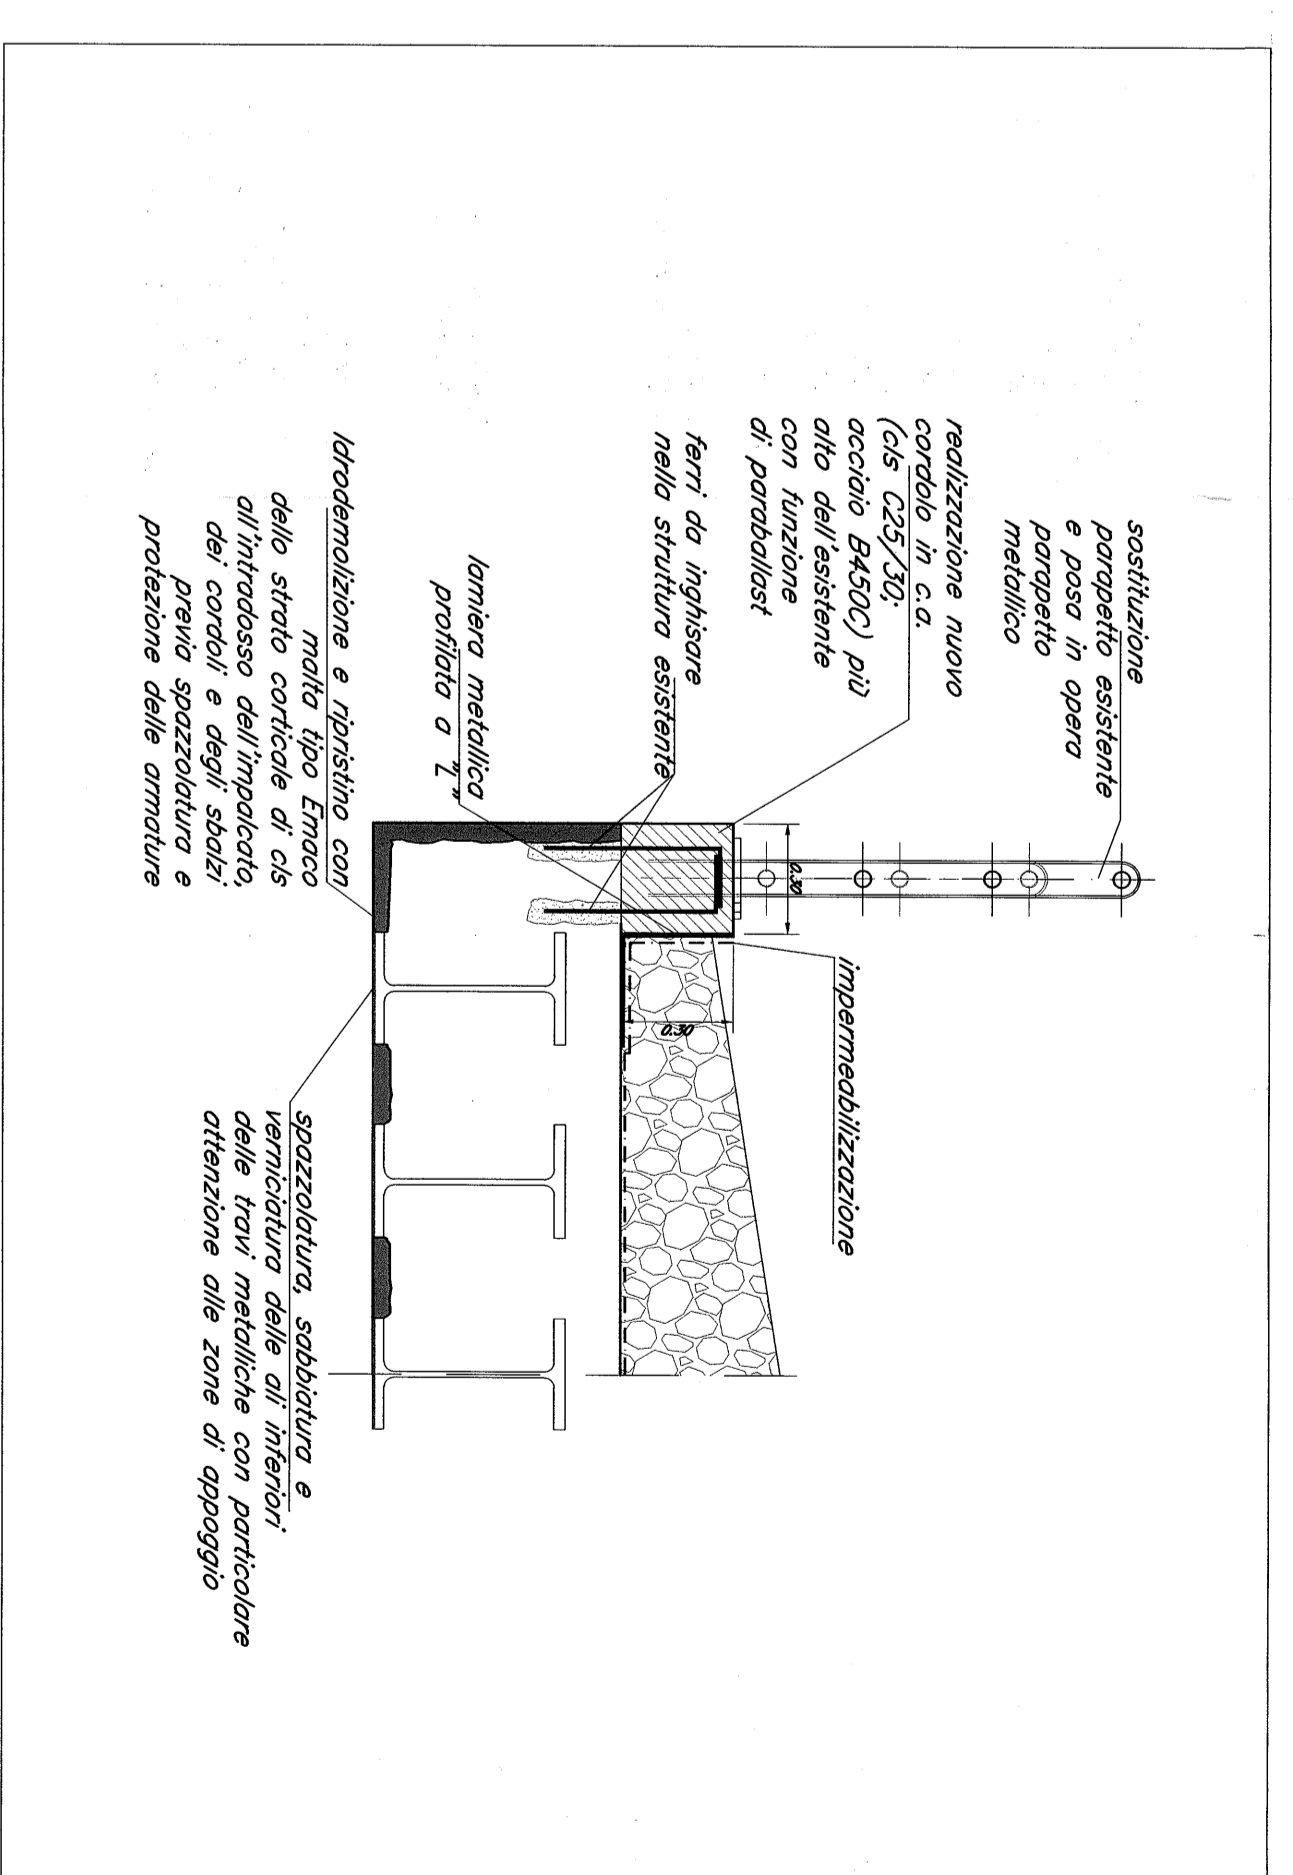 sostituzione
parapetto esistente
e posa in opera
parapetto
metallico
realizzazione nuovo
cordolo in c.a.
(cls C25/30;
acciaio B450C) più
alto dell'esistente
con funzione
di paraballast
ferri da inghisare
nella struttura esistente
lamiera metallica
profilata a "L"
Idrodemolizione e ripristino con
malta tipo Emaco
dello strato corticale di cls
all'intradosso dell'impalcato,
dei cordoli e degli sbalzi
previa spazzolatura e
protezione delle armature
0.30
impermeabilizzazione
0.30
spazzolatura, sabbiatura e
verniciatura delle ali inferiori
delle travi metalliche con particolare
attenzione alle zone di appoggio